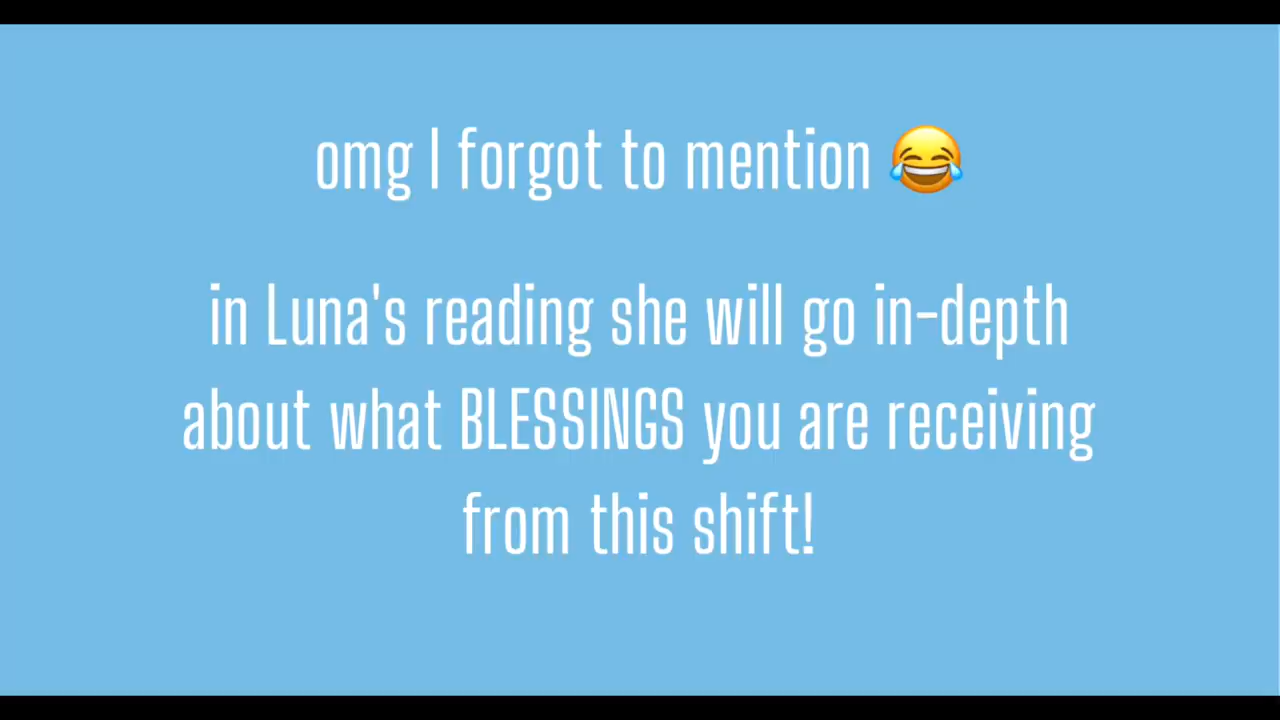 omg I forgot to mention 😂
in Luna's reading she will go in-depth
about what BLESSINGS you are receiving
from this shift!